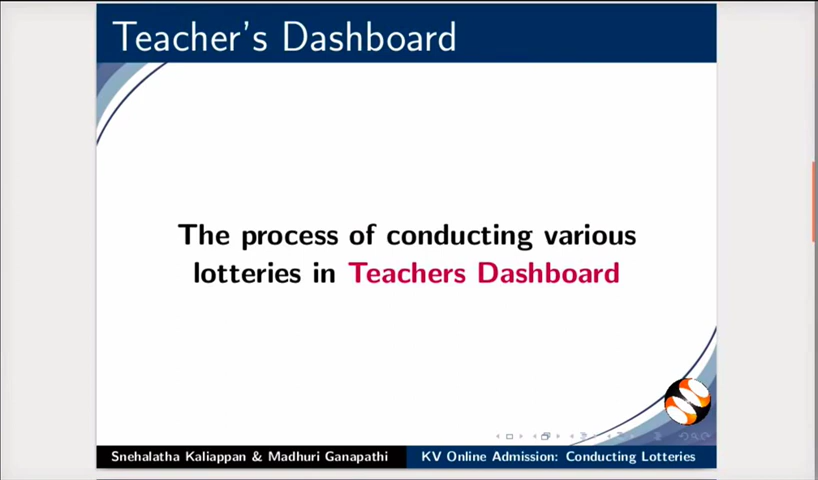 Teacher's Dashboard
The process of conducting various
lotteries in Teachers Dashboard
Snehalatha Kaliappan & Madhuri Ganapathi
KV Online Admission: Conducting Lotteries